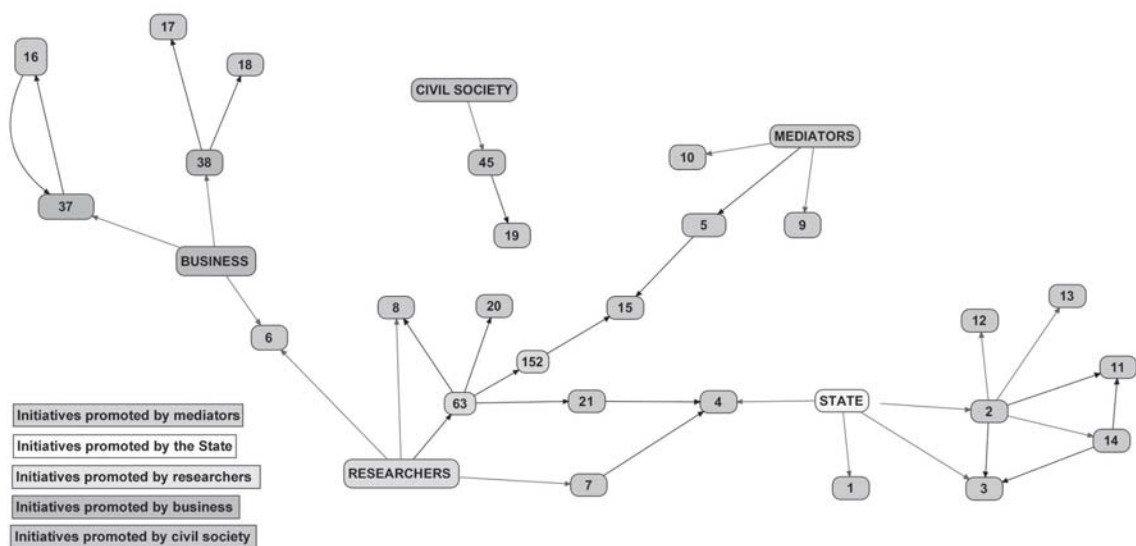 17
16
18
CIVIL SOCIETY
MEDIATORS
10
38
45
37
5
9
19
BUSINESS
13
8
20
15
12
6
152
11
63
21
4
STATE
2
14
Initiatives promoted by mediators
Initiatives promoted by the State
RESEARCHERS
7
1
3
Initiatives promoted by researchers
Initiatives promoted by business
Initiatives promoted by civil society